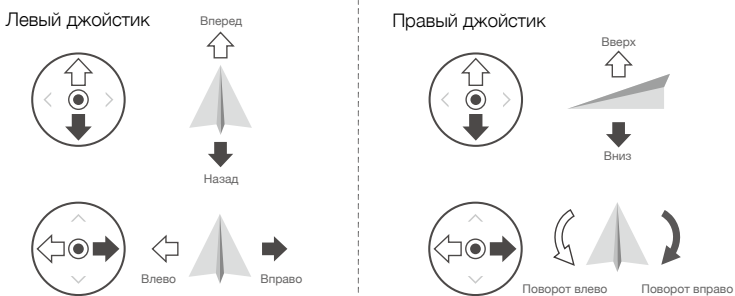 Левый джойстик
Вперед
Назад
Влево
Вправо
Правый джойстик
Вверх
Вниз
Поворот влево
Поворот вправо